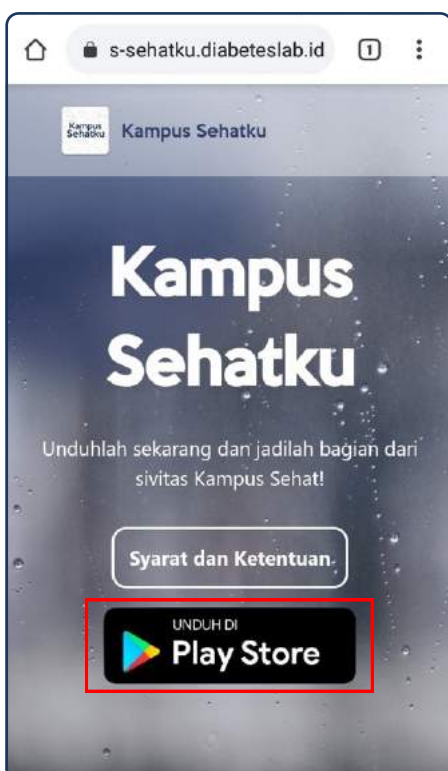 s-sehatku.diabeteslab.id
1
Kampus
Sehatku
Kampus Sehatku
Kampus
Sehatku
Unduhlah sekarang dan jadilah bagian dari
sivitas Kampus Sehat!
Syarat dan Ketentuan
UNDUH DI
Play Store